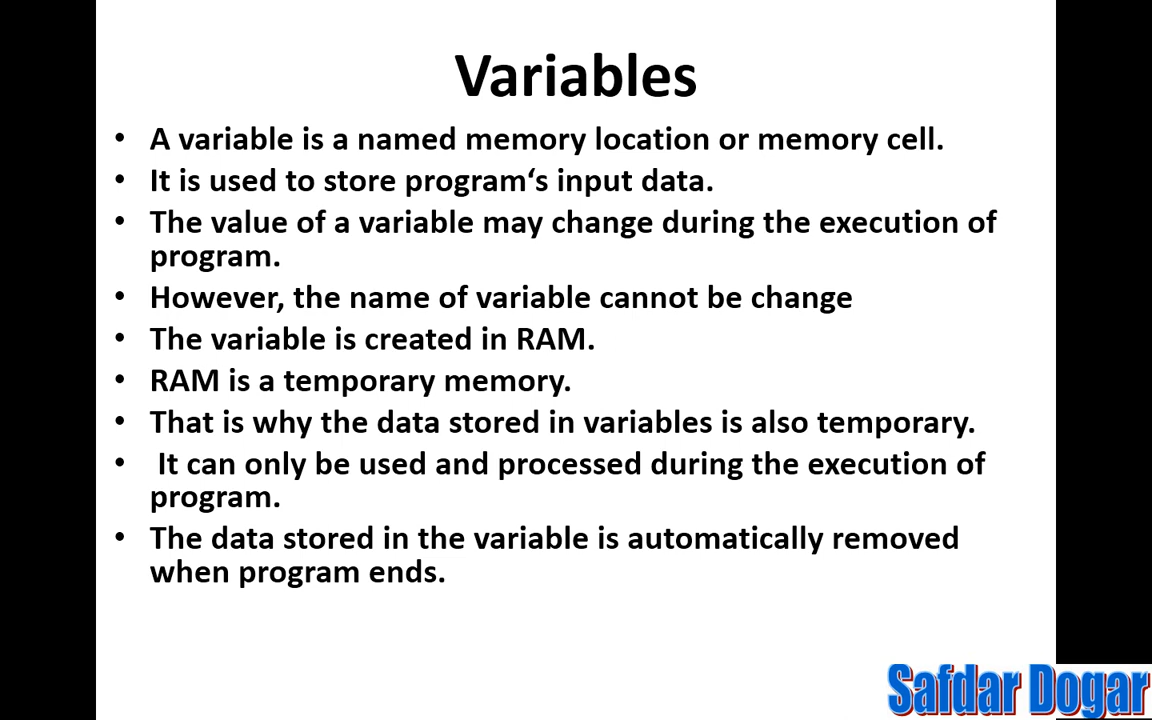 Variables
• A variable is a named memory location or memory cell.
• It is used to store program‘s input data.
• The value of a variable may change during the execution of
program.
• However, the name of variable cannot be change
• The variable is created in RAM.
• RAM is a temporary memory.
• That is why the data stored in variables is also temporary.
• It can only be used and processed during the execution of
program.
• The data stored in the variable is automatically removed
when program ends.
Safdar Dogar